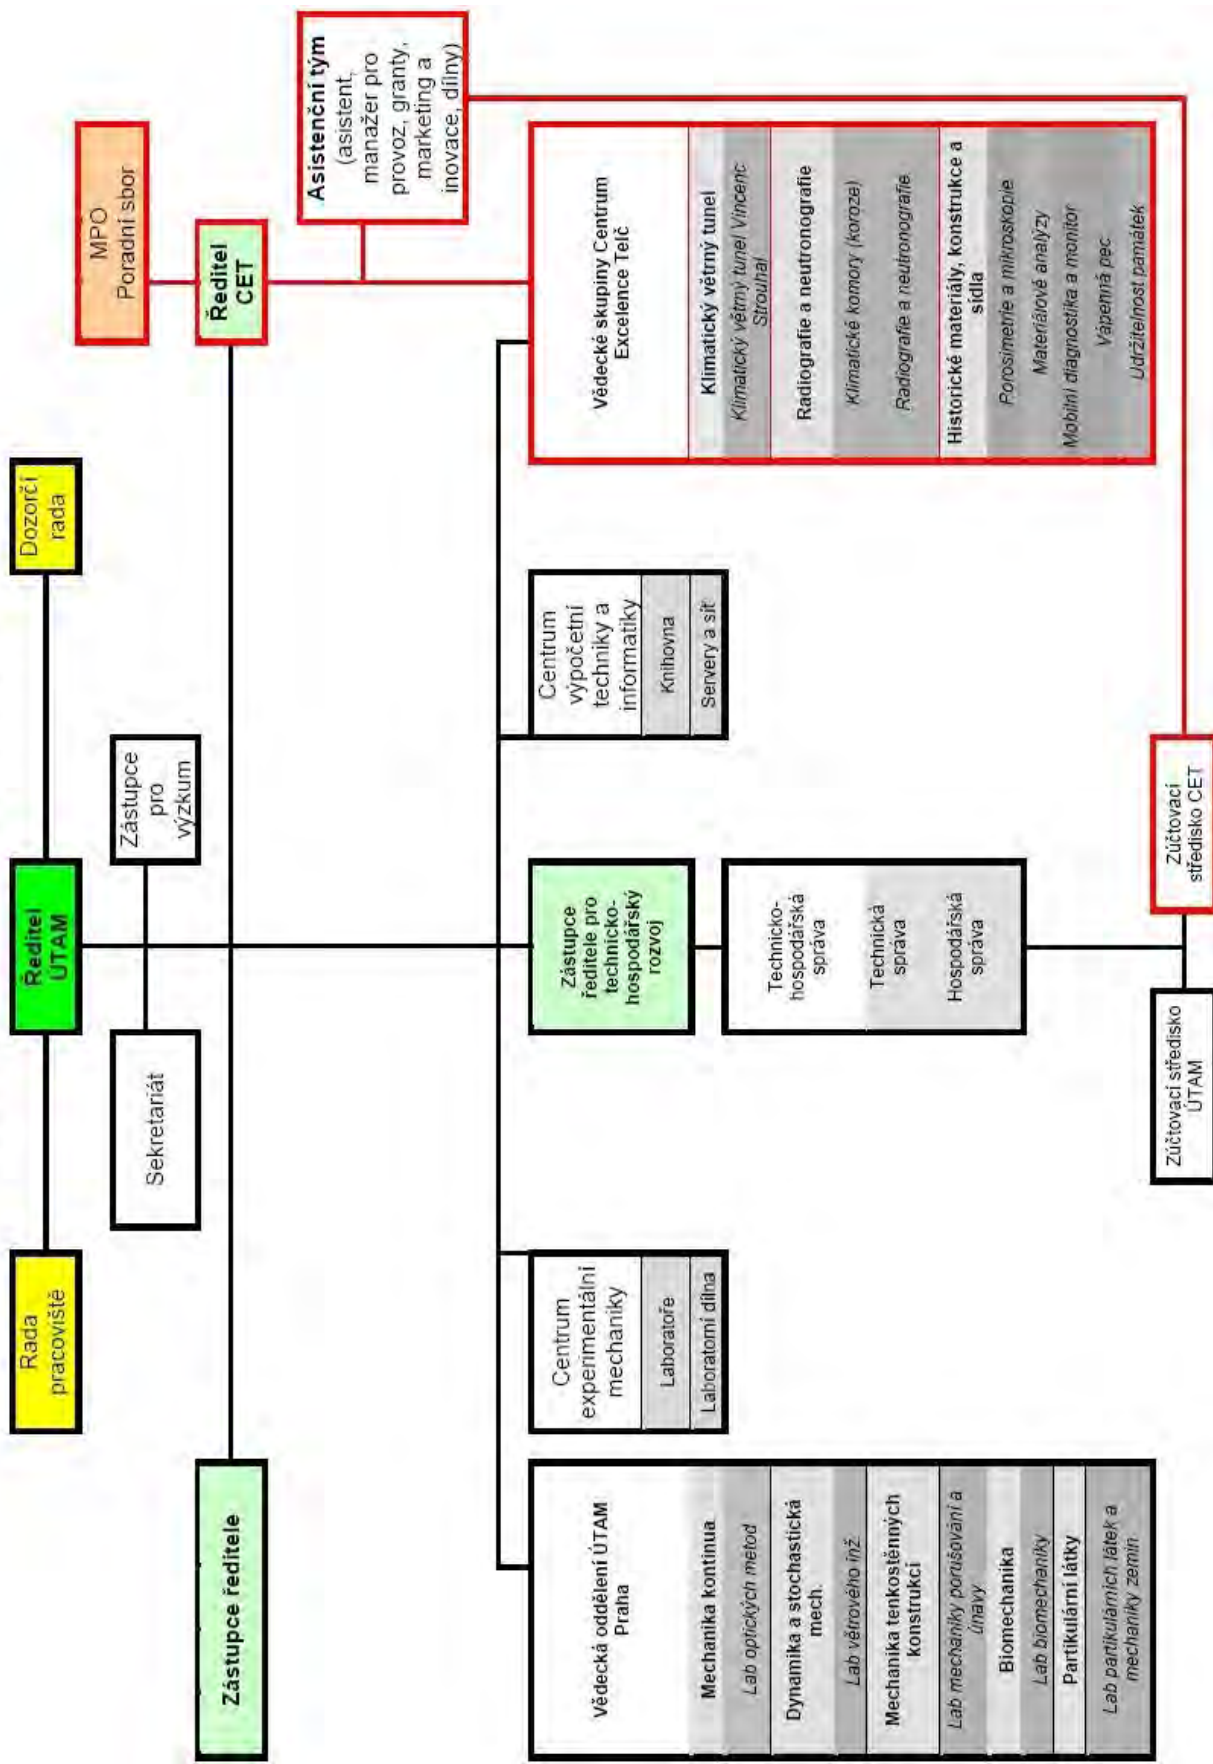 Rada
pracoviště
Ředitel
ÚTAM
Dozorčí
rada
MPO
Poradní sbor
Sekretariát
Zástupce
pro
výzkum
Zástupce ředitele
Ředitel
CET
Asistenční tým
(asistent,
manažer pro
provoz, granty,
marketing a
inovace, dílny)
Vědecká oddělení ÚTAM
Praha
Mechanika kontinua
Lab optických metod
Dynamika a stochastická
mech.
Lab větrového inž.
Mechanika tenkostěnných
konstrukcí
Lab mechaniky porušování a
únavy
Biomechanika
Lab biomechaniky
Partikulární látky
Lab partikulárních látek a
mechaniky zemin
Centrum
experimentální
mechaniky
Laboratoře
Laboratorní dílna
Zástupce
ředitele pro
technicko-
hospodářský
rozvoj
Technicko-
hospodářská
správa
Technická
správa
Hospodářská
správa
Centrum
výpočetní
techniky a
informatiky
Knihovna
Servery a síť
Vědecké skupiny Centrum
Excelence Telč
Klimatický větrný tunel
Klimatický větrný tunel Vincenc
Strouhal
Radiografie a neutronografie
Klimatické komory (koroze)
Radiografie a neutronografie
Historické materiály, konstrukce a
sídla
Porosimetrie a mikroskopie
Materiálové analýzy
Mobilní diagnostika a monitor
Vápenná pec
Udržitelnost památek
Zúčtovací středisko
ÚTAM
Zúčtovací
středisko CET